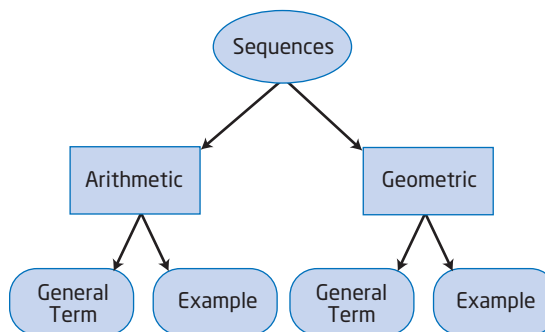 Sequences
Arithmetic
Geometric
General
Term
Example
General
Term
Example